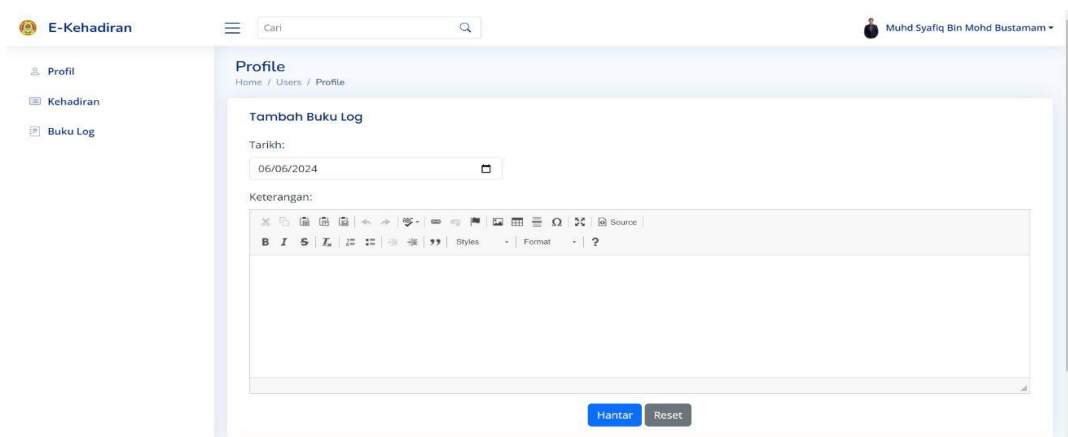 E-Kehadiran
Cari
Muhd Syafiq Bin Mohd Bustamam
Profil
Kehadiran
Buku Log
Profile
Home / Users / Profile
Tambah Buku Log
Tarikh:
06/06/2024
Keterangan:
Source
B I S Ix Styles Format ?
Hantar Reset